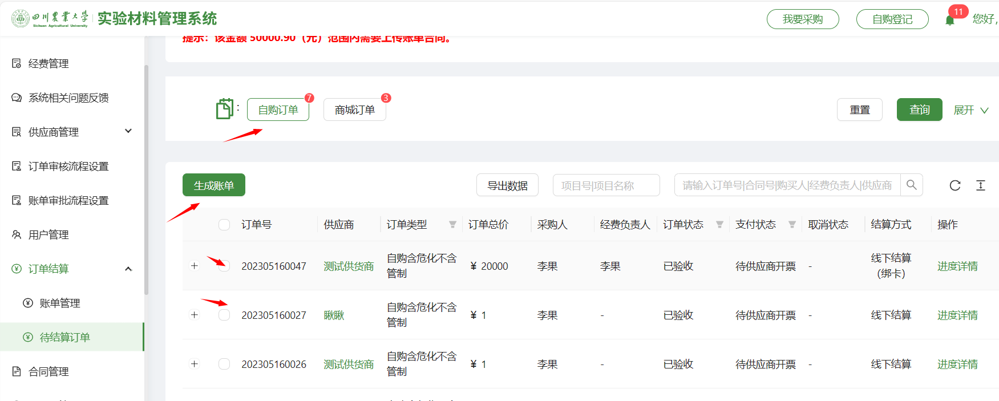 四川農業大学
Sichuan Agricultural University
实验材料管理系统
我要采购
自购登记
11
您好,
提示：该金额 50000.90（元）范围内需要上传账单合同。
经费管理
系统相关问题反馈
供应商管理
订单审核流程设置
账单审批流程设置
用户管理
订单结算
账单管理
待结算订单
合同管理
:
自购订单 7
商城订单 3
重置
查询
展开
生成账单
导出数据
项目号|项目名称
请输入订单号|合同号|购买人|经费负责人|供应商
订单号 供应商 订单类型 订单总价 采购人 经费负责人 订单状态 支付状态 取消状态 结算方式 操作
202305160047 测试供货商 自购含危化不含 ¥ 20000 李果 李果 已验收 待供应商开票 - 线下结算 进度详情
管制 （绑卡）
202305160027 瞅瞅 自购含危化不含 ¥ 1 李果 - 已验收 待供应商开票 - 线下结算 进度详情
管制
202305160026 测试供货商 自购含危化不含 ¥ 1 李果 - 已验收 待供应商开票 - 线下结算 进度详情
管制